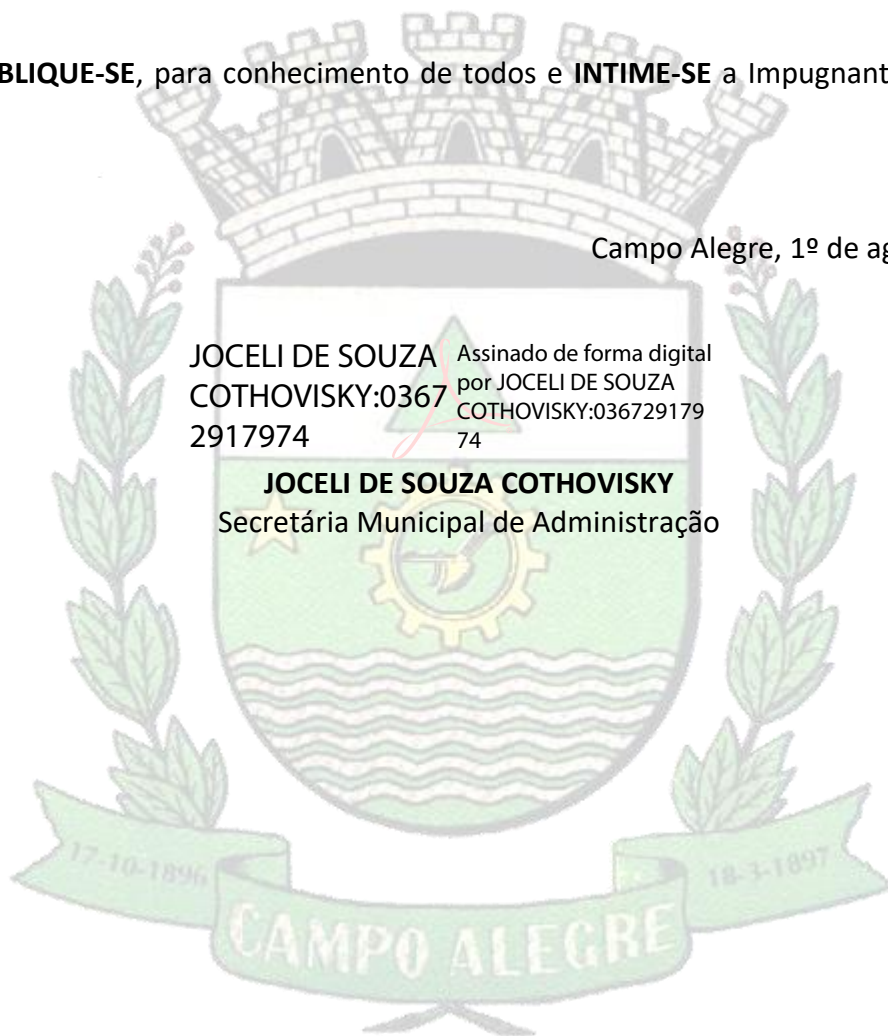 BLIQUE-SE, para conhecimento de todos e INTIME-SE a Impugnant
Campo Alegre, 1º de ag
JOCELI DE SOUZA
COTHOVISKY:0367
2917974
Assinado de forma digital
por JOCELI DE SOUZA
COTHOVISKY:036729179
74
JOCELI DE SOUZA COTHOVISKY
Secretária Municipal de Administração
17-10-1896
18-3-1897
CAMPO ALEGRE